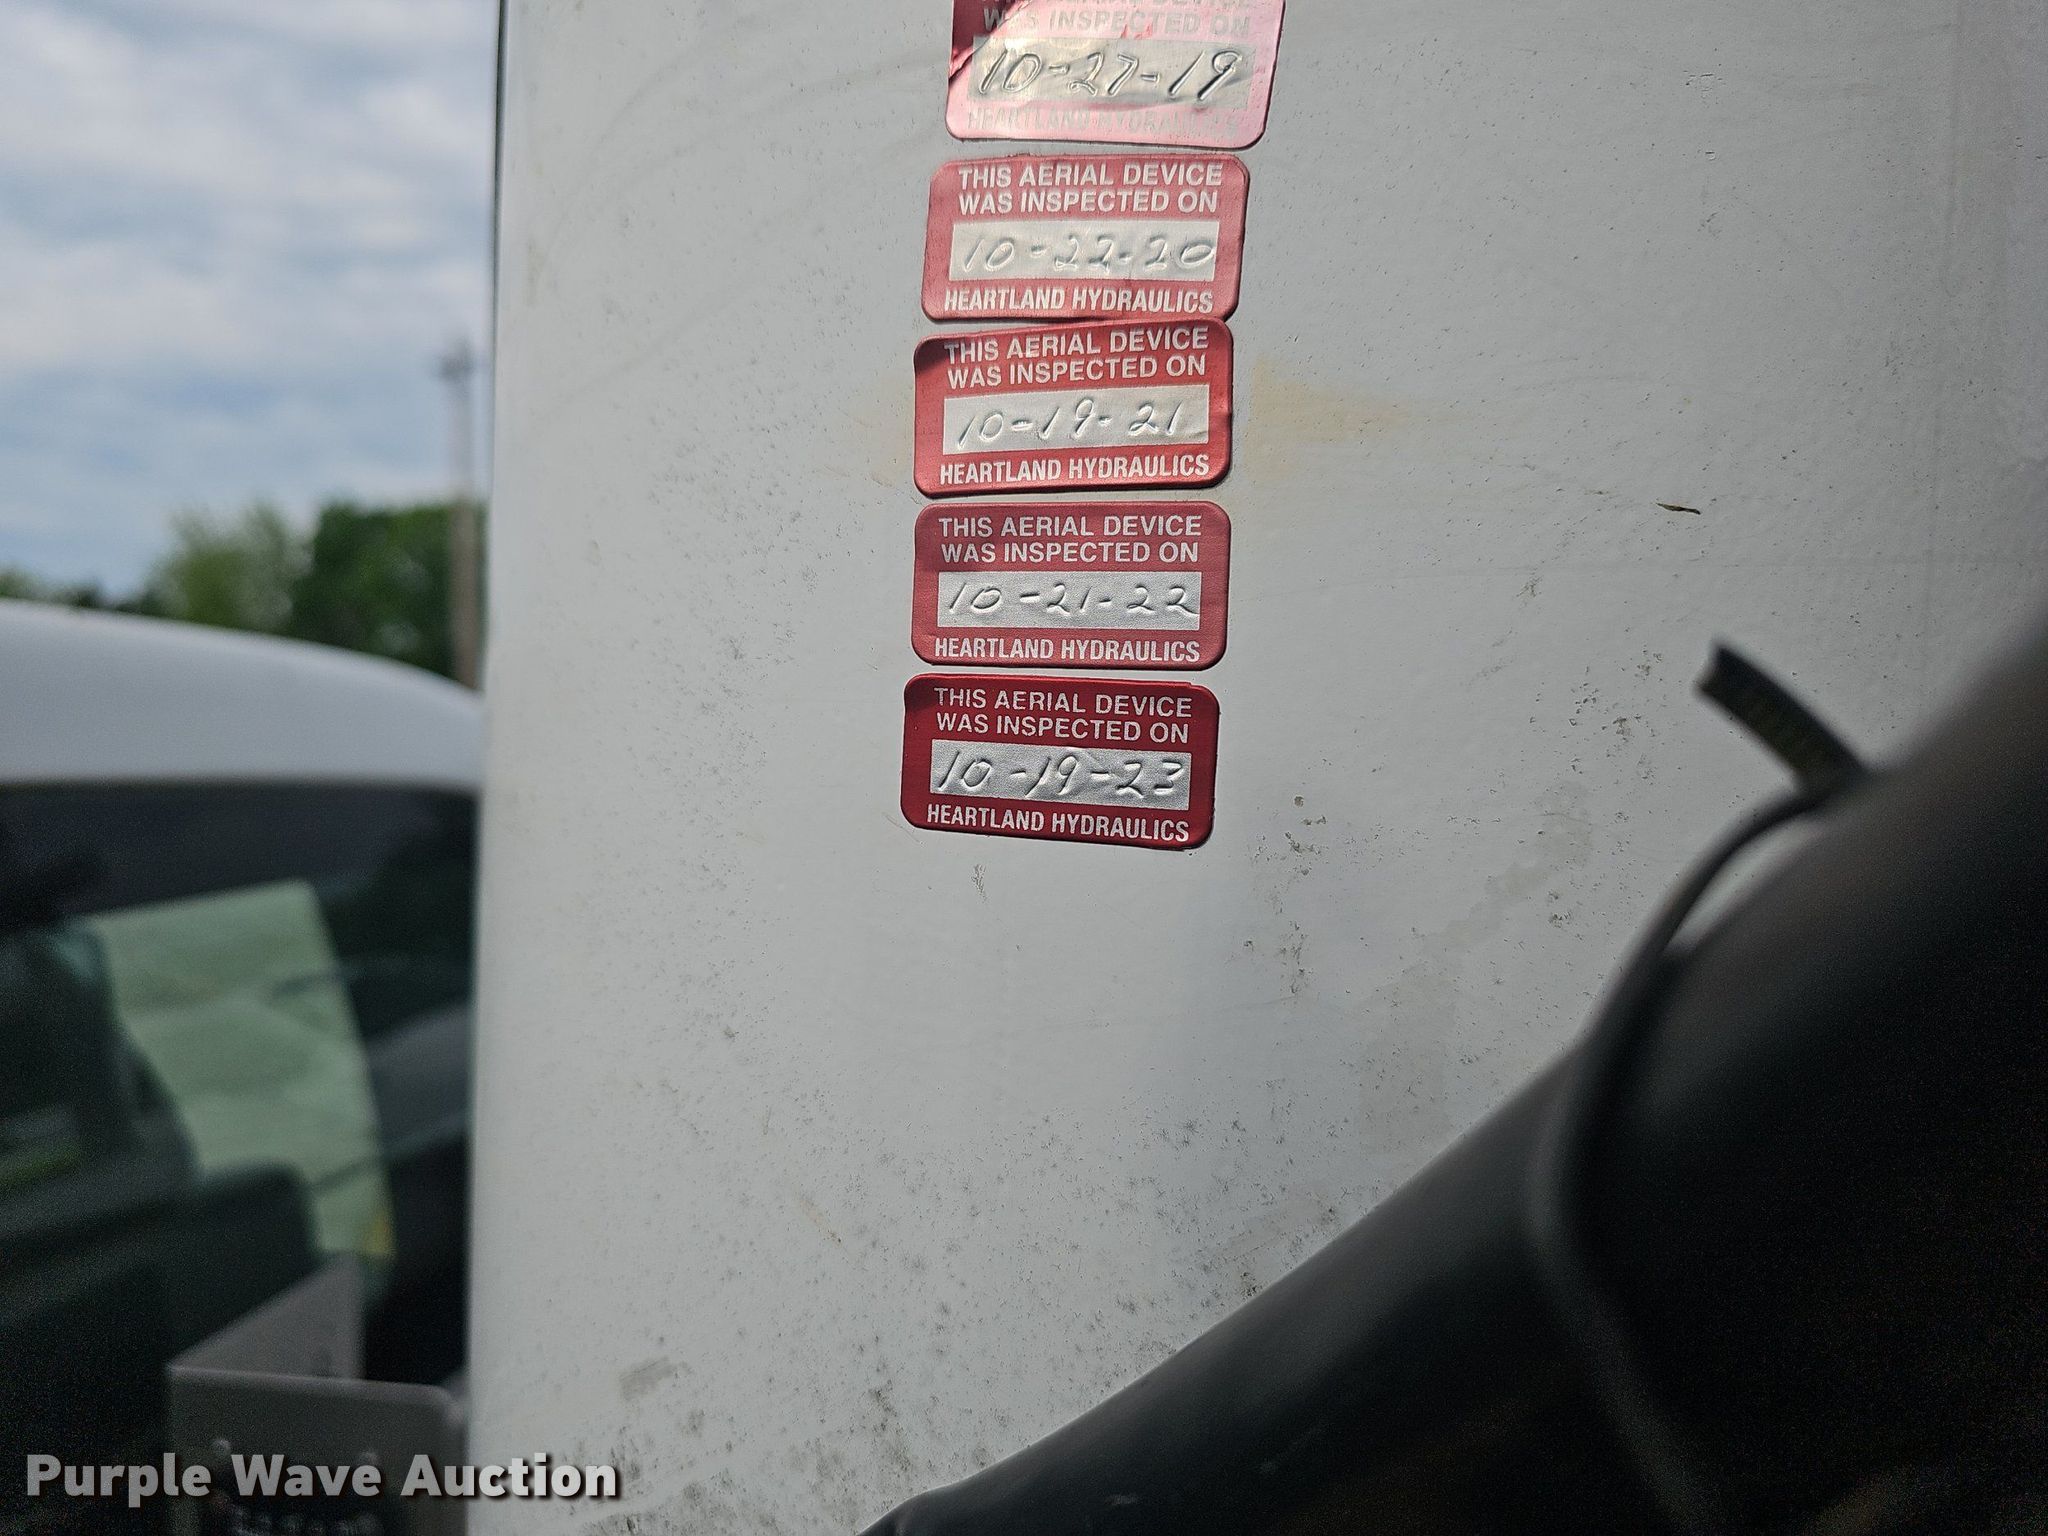 WAS INSPECTED ON
10-27-19
HEARTLAND HYDRAULICS
THIS AERIAL DEVICE
WAS INSPECTED ON
10-22-20
HEARTLAND HYDRAULICS
THIS AERIAL DEVICE
WAS INSPECTED ON
10-19-21
HEARTLAND HYDRAULICS
THIS AERIAL DEVICE
WAS INSPECTED ON
10-21-22
HEARTLAND HYDRAULICS
THIS AERIAL DEVICE
WAS INSPECTED ON
10-19-23
HEARTLAND HYDRAULICS
Purple Wave Auction